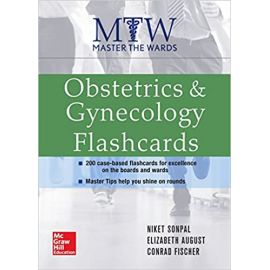 MTW
MASTER THE WARDS
Obstetrics &
Gynecology
Flashcards
• 200 case-based flashcards for excellence
on the boards and wards
• Master Tips help you shine on rounds
Mc
Graw
Hill
Education
NIKET SONPAL
ELIZABETH AUGUST
CONRAD FISCHER